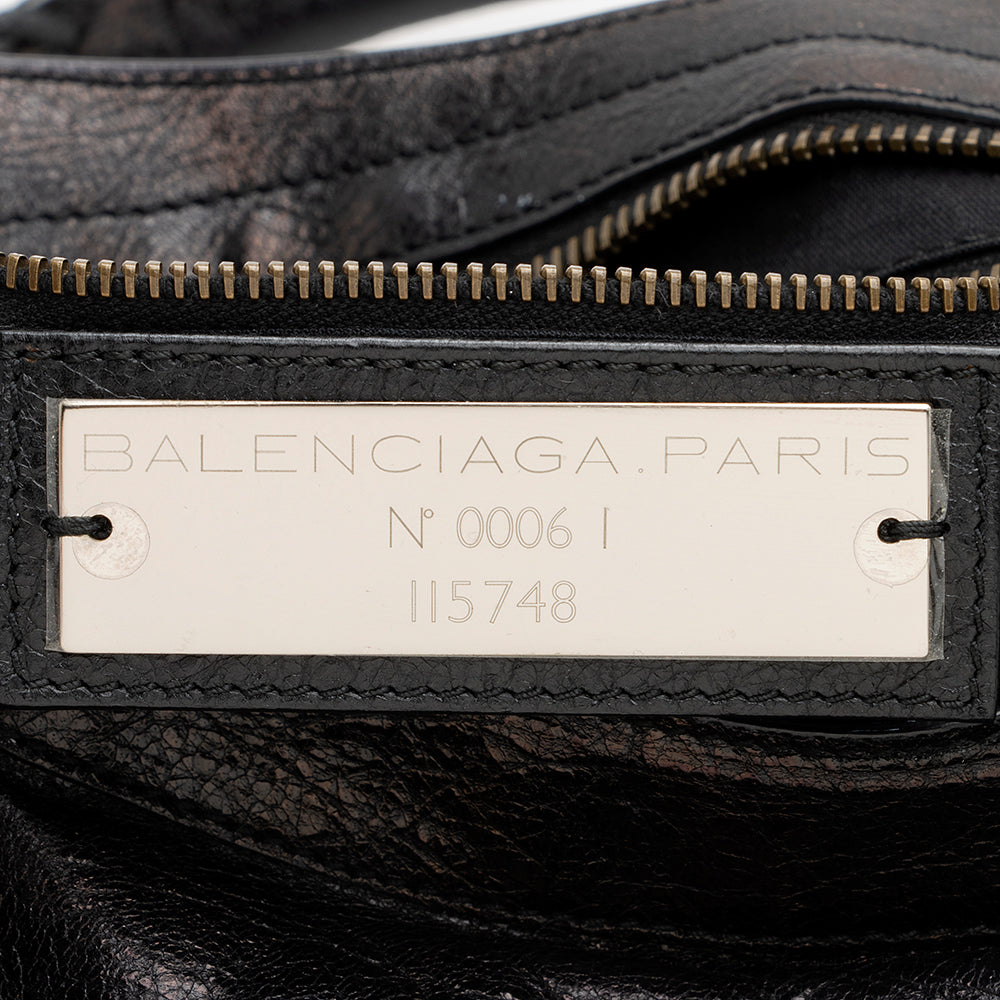 BALENCIAGA.PARIS
N° 0006 I
115748